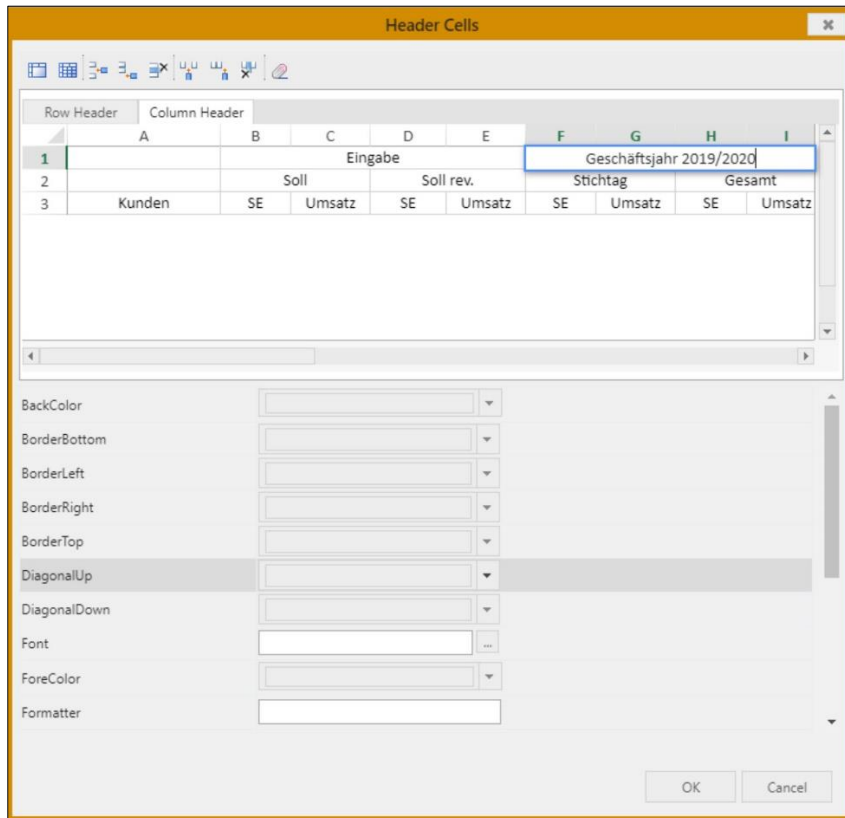 Header Cells
Row Header Column Header
A B C D E F G H I
1 Eingabe Geschäftsjahr 2019/2020
2 Soll Soll rev. Stichtag Gesamt
3 Kunden SE Umsatz SE Umsatz SE Umsatz SE Umsatz
BackColor
BorderBottom
BorderLeft
BorderRight
BorderTop
DiagonalUp
DiagonalDown
Font ...
ForeColor
Formatter
OK Cancel